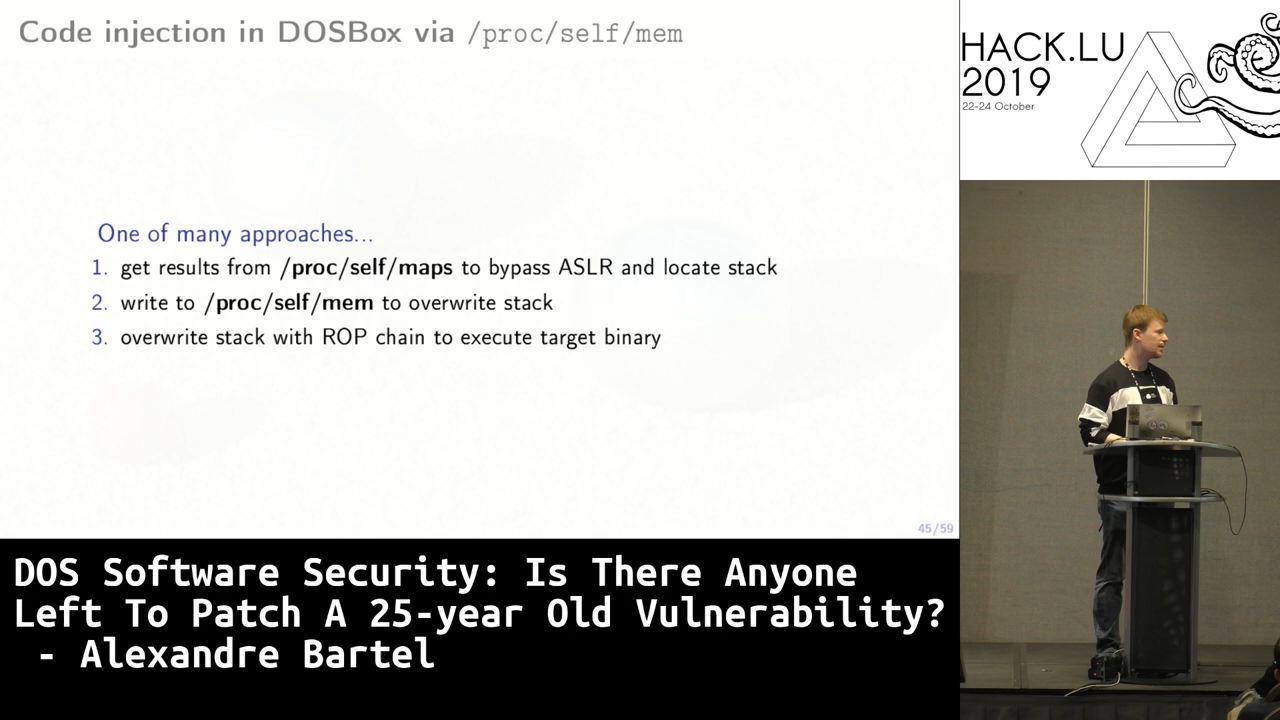 Code injection in DOSBox via /proc/self/mem
One of many approaches...
1. get results from /proc/self/maps to bypass ASLR and locate stack
2. write to /proc/self/mem to overwrite stack
3. overwrite stack with ROP chain to execute target binary
45/59
HACK.LU
2019
22-24 October
DOS Software Security: Is There Anyone
Left To Patch A 25-year Old Vulnerability?
- Alexandre Bartel